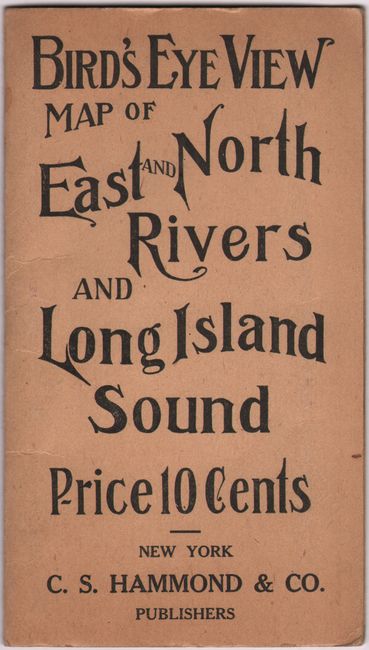 BIRD'S EYE VIEW
MAP OF
East AND North
Rivers
AND
Long Island
Sound
Price 10 Cents
NEW YORK
C. S. HAMMOND & CO.
PUBLISHERS